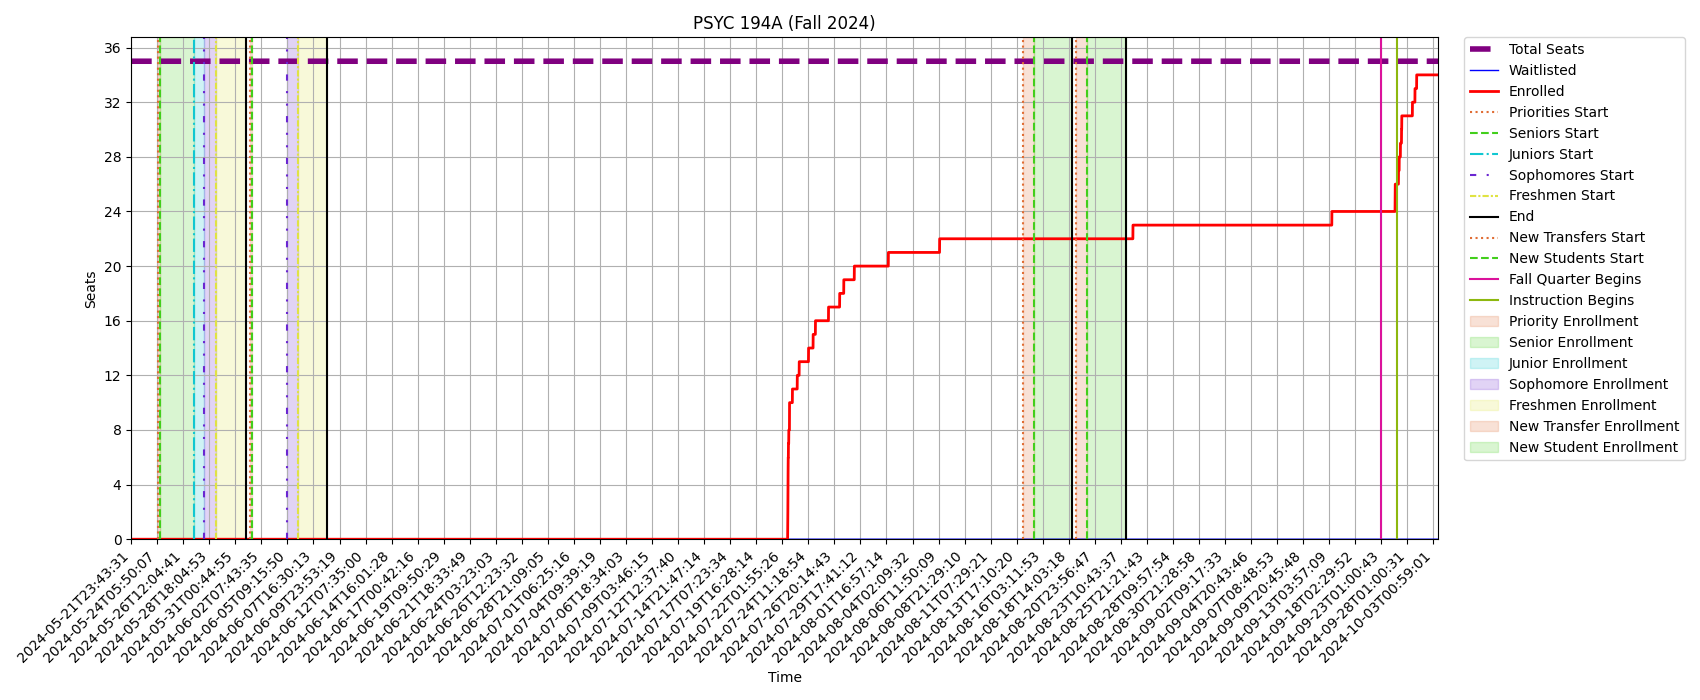 PSYC 194A (Fall 2024)
Seats
36
32
28
24
20
16
12
8
4
0
2024-05-21T23:43:31
2024-05-24T05:50:07
2024-05-26T12:04:41
2024-05-28T18:04:53
2024-05-31T00:44:55
2024-06-02T07:43:35
2024-06-05T09:15:50
2024-06-07T16:30:13
2024-06-09T23:53:19
2024-06-12T07:35:00
2024-06-14T16:01:28
2024-06-17T00:42:16
2024-06-19T09:50:29
2024-06-21T18:33:49
2024-06-24T03:23:03
2024-06-26T12:23:32
2024-06-28T21:09:05
2024-07-01T06:25:16
2024-07-04T09:39:19
2024-07-06T18:34:03
2024-07-09T03:46:15
2024-07-12T12:37:40
2024-07-14T21:47:14
2024-07-17T07:23:34
2024-07-19T16:28:14
2024-07-22T01:55:26
2024-07-24T11:18:54
2024-07-26T20:14:43
2024-07-29T17:41:12
2024-08-01T16:57:14
2024-08-04T02:09:32
2024-08-06T11:50:09
2024-08-08T21:29:10
2024-08-11T07:29:21
2024-08-13T17:10:20
2024-08-16T03:11:53
2024-08-18T14:03:18
2024-08-20T23:56:47
2024-08-23T10:43:37
2024-08-25T21:21:43
2024-08-28T09:57:54
2024-08-30T21:28:58
2024-09-02T09:17:33
2024-09-04T20:43:46
2024-09-07T08:48:53
2024-09-09T20:45:48
2024-09-13T03:57:09
2024-09-18T02:29:52
2024-09-23T01:00:43
2024-09-28T01:00:31
2024-10-03T00:59:01
Time
Total Seats
Waitlisted
Enrolled
Priorities Start
Seniors Start
Juniors Start
Sophomores Start
Freshmen Start
End
New Transfers Start
New Students Start
Fall Quarter Begins
Instruction Begins
Priority Enrollment
Senior Enrollment
Junior Enrollment
Sophomore Enrollment
Freshmen Enrollment
New Transfer Enrollment
New Student Enrollment